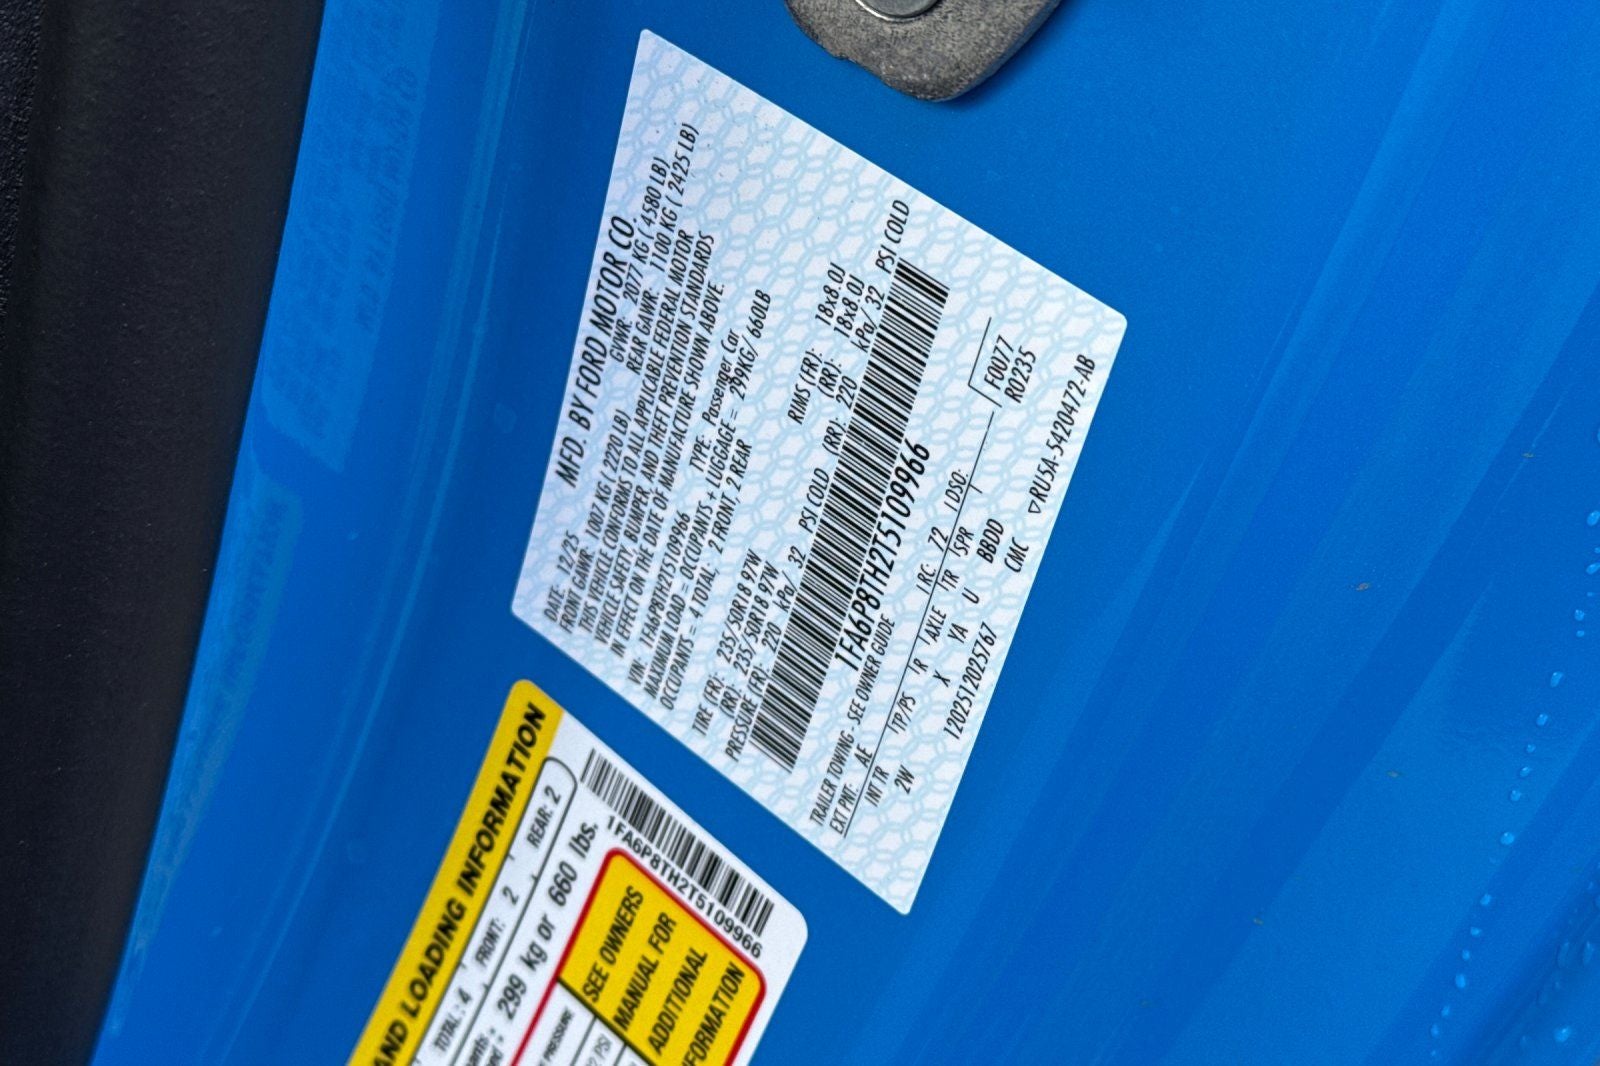 MFD. BY FORD MOTOR CO.
DATE: 12/25 GVWR: 2077 KG ( 4580 LB)
FRONT GAWR: 1007 KG ( 2220 LB) REAR GAWR: 1100 KG ( 2425 LB)
THIS VEHICLE CONFORMS TO ALL APPLICABLE FEDERAL MOTOR
VEHICLE SAFETY, BUMPER, AND THEFT PREVENTION STANDARDS
IN EFFECT ON THE DATE OF MANUFACTURE SHOWN ABOVE.
VIN: 1FA6P8TH2T5109966 TYPE: Passenger Car
MAXIMUM LOAD = OCCUPANTS + LUGGAGE = 299KG/ 660LB
OCCUPANTS = 4 TOTAL: 2 FRONT, 2 REAR
TIRE (FR): 235/50R18 97W RIMS (FR): 18x8.0J
(RR): 235/50R18 97W (RR): 18x8.0J
PRESSURE (FR): 220 kPa/ 32 PSI COLD (RR): 220 kPa/ 32 PSI COLD
1FA6P8TH2T5109966
TRAILER TOWING - SEE OWNER GUIDE
EXT PNT: AE RC: 72 DSO: F0077
INT TR TP/PS R AXLE TR SPR R0235
2W X YA U BBDD
12025120257​67 CMC ▽RU5A-5420472-AB
AND LOADING INFORMATION
TOTAL: 4 FRONT: 2 REAR: 2
299 kg or 660 lbs.
1FA6P8TH2T5109966
PRESSURE
PSI
SEE OWNERS
MANUAL FOR
ADDITIONAL
INFORMATION